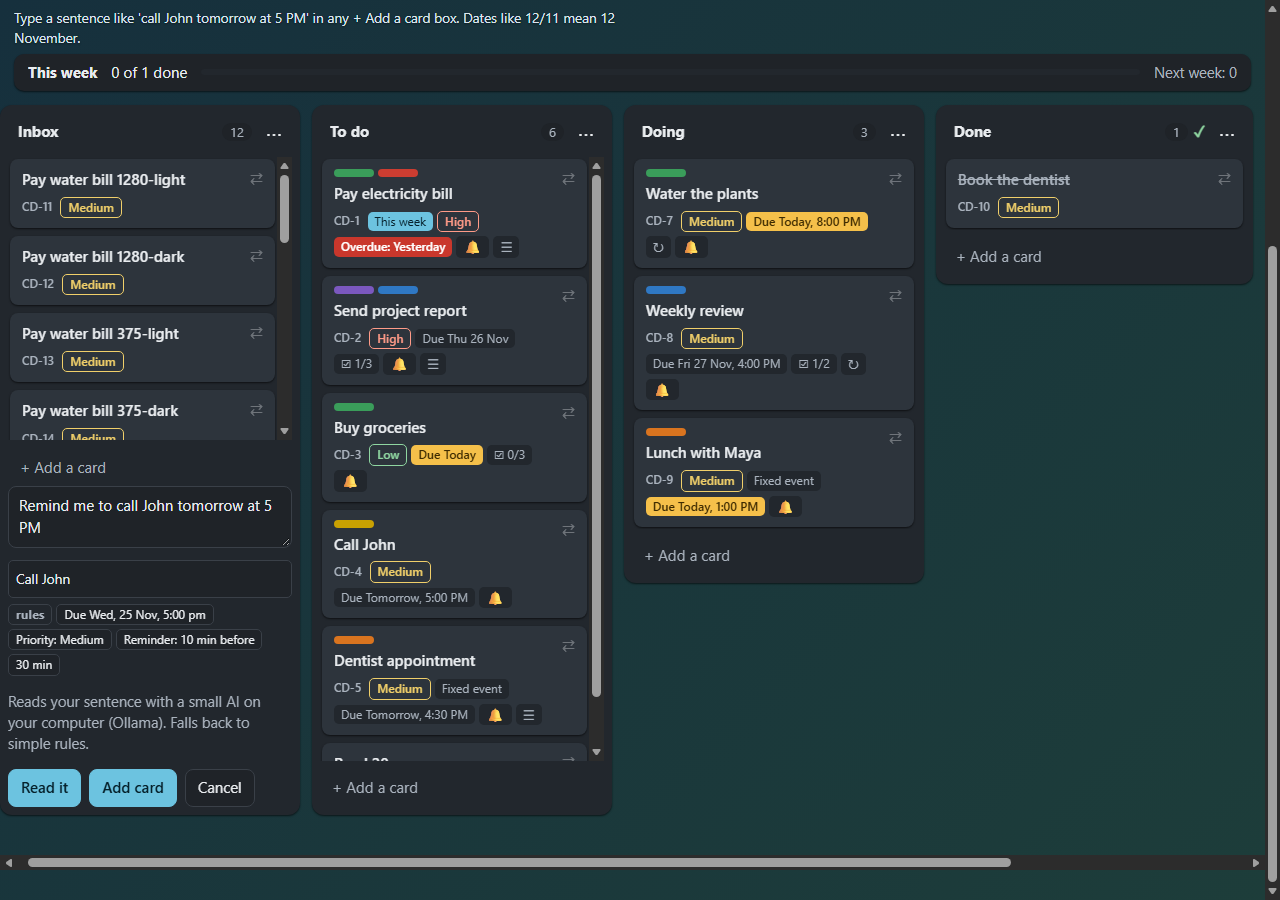 Type a sentence like 'call John tomorrow at 5 PM' in any + Add a card box. Dates like 12/11 mean 12
November.
This week 0 of 1 done Next week: 0
Inbox 12 ...
Pay water bill 1280-light
CD-11 Medium
Pay water bill 1280-dark
CD-12 Medium
Pay water bill 375-light
CD-13 Medium
Pay water bill 375-dark
CD-14 Medium
+ Add a card
Remind me to call John tomorrow at 5
PM
Call John
rules Due Wed, 25 Nov, 5:00 pm
Priority: Medium Reminder: 10 min before
30 min
Reads your sentence with a small AI on
your computer (Ollama). Falls back to
simple rules.
Read it Add card Cancel
To do 6 ...
Pay electricity bill
CD-1 This week High
Overdue: Yesterday
Send project report
CD-2 High Due Thu 26 Nov
1/3
Buy groceries
CD-3 Low Due Today 0/3
Call John
CD-4 Medium
Due Tomorrow, 5:00 PM
Dentist appointment
CD-5 Medium Fixed event
Due Tomorrow, 4:30 PM
+ Add a card
Doing 3 ...
Water the plants
CD-7 Medium Due Today, 8:00 PM
Weekly review
CD-8 Medium
Due Fri 27 Nov, 4:00 PM 1/2
Lunch with Maya
CD-9 Medium Fixed event
Due Today, 1:00 PM
+ Add a card
Done 1 ✓ ...
Book the dentist
CD-10 Medium
+ Add a card